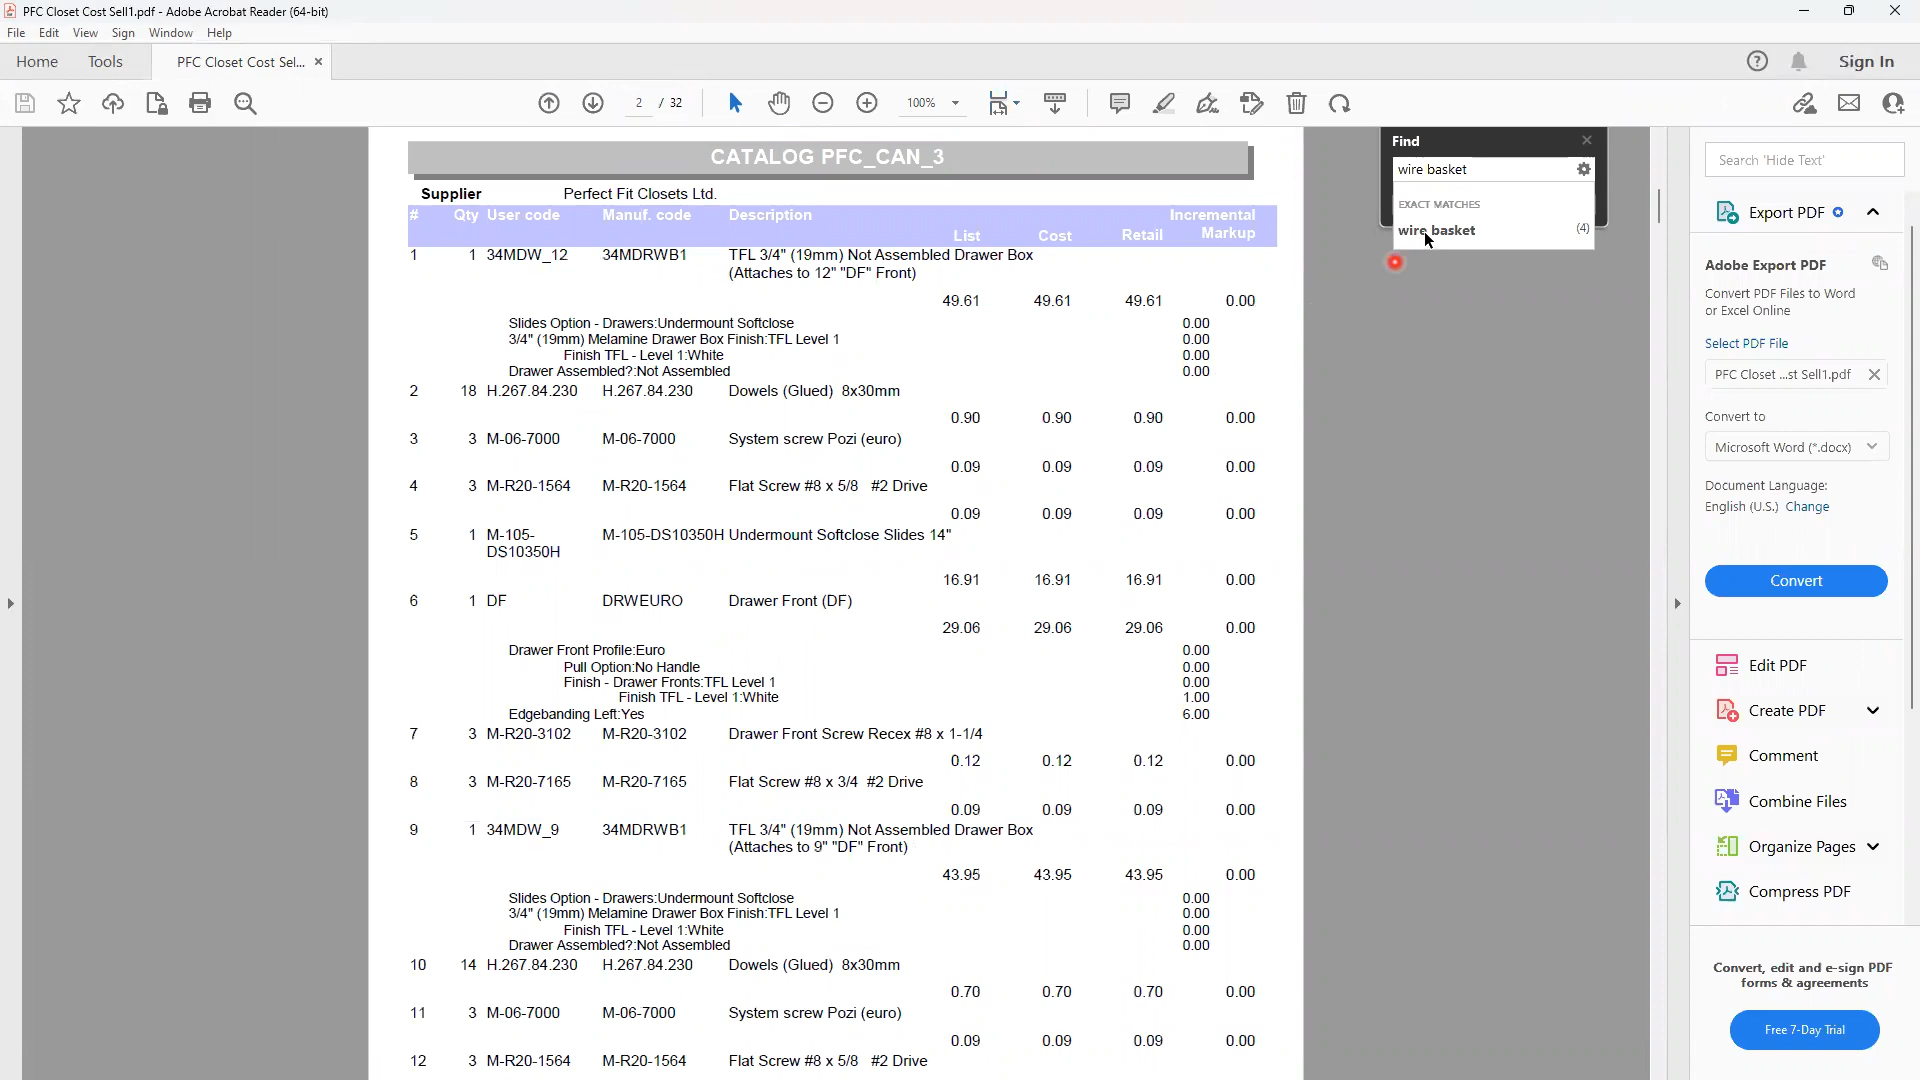 PFC Closet Cost Sell1.pdf - Adobe Acrobat Reader (64-bit)
File Edit View Sign Window Help
Home Tools PFC Closet Cost Sel... × Sign In
2 / 32 100%
Find
wire basket
EXACT MATCHES
wire basket (4)
CATALOG PFC_CAN_3
Supplier Perfect Fit Closets Ltd.
# Qty User code Manuf. code Description Incremental
List Cost Retail Markup
1 1 34MDW_12 34MDRWB1 TFL 3/4" (19mm) Not Assembled Drawer Box
(Attaches to 12" "DF" Front)
49.61 49.61 49.61 0.00
Slides Option - Drawers:Undermount Softclose 0.00
3/4" (19mm) Melamine Drawer Box Finish:TFL Level 1 0.00
Finish TFL - Level 1:White 0.00
Drawer Assembled?:Not Assembled 0.00
2 18 H.267.84.230 H.267.84.230 Dowels (Glued) 8x30mm
0.90 0.90 0.90 0.00
3 3 M-06-7000 M-06-7000 System screw Pozi (euro)
0.09 0.09 0.09 0.00
4 3 M-R20-1564 M-R20-1564 Flat Screw #8 x 5/8 #2 Drive
0.09 0.09 0.09 0.00
5 1 M-105- M-105-DS10350H Undermount Softclose Slides 14"
DS10350H
16.91 16.91 16.91 0.00
6 1 DF DRWEURO Drawer Front (DF)
29.06 29.06 29.06 0.00
Drawer Front Profile:Euro 0.00
Pull Option:No Handle 0.00
Finish - Drawer Fronts:TFL Level 1 0.00
Finish TFL - Level 1:White 1.00
Edgebanding Left:Yes 6.00
7 3 M-R20-3102 M-R20-3102 Drawer Front Screw Recex #8 x 1-1/4
0.12 0.12 0.12 0.00
8 3 M-R20-7165 M-R20-7165 Flat Screw #8 x 3/4 #2 Drive
0.09 0.09 0.09 0.00
9 1 34MDW_9 34MDRWB1 TFL 3/4" (19mm) Not Assembled Drawer Box
(Attaches to 9" "DF" Front)
43.95 43.95 43.95 0.00
Slides Option - Drawers:Undermount Softclose 0.00
3/4" (19mm) Melamine Drawer Box Finish:TFL Level 1 0.00
Finish TFL - Level 1:White 0.00
Drawer Assembled?:Not Assembled 0.00
10 14 H.267.84.230 H.267.84.230 Dowels (Glued) 8x30mm
0.70 0.70 0.70 0.00
11 3 M-06-7000 M-06-7000 System screw Pozi (euro)
0.09 0.09 0.09 0.00
12 3 M-R20-1564 M-R20-1564 Flat Screw #8 x 5/8 #2 Drive
Search 'Hide Text'
Export PDF
Adobe Export PDF
Convert PDF Files to Word
or Excel Online
Select PDF File
PFC Closet ...st Sell1.pdf
Convert to
Microsoft Word (*.docx)
Document Language:
English (U.S.) Change
Convert
Edit PDF
Create PDF
Comment
Combine Files
Organize Pages
Compress PDF
Convert, edit and e-sign PDF
forms & agreements
Free 7-Day Trial